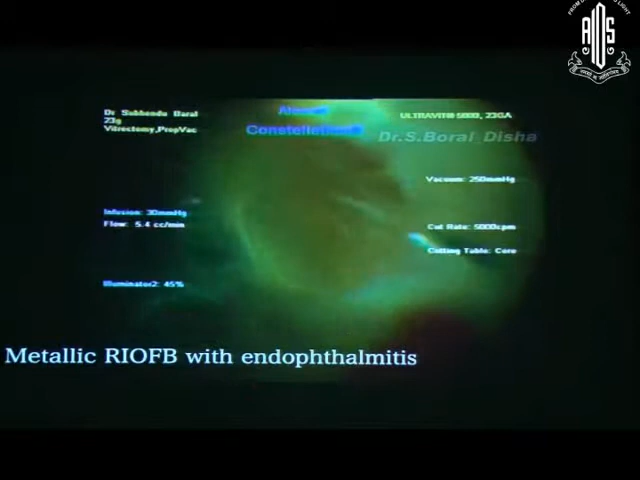 Dr Subhendu Boral
23g
Vitrectomy,PropVac
Alcon
Constellation
ULTRAVIT® 5000, 23GA
Dr.S.Boral Disha
Vacuum: 250mmHg
Infusion: 30mmHg
Flow: 5.4 cc/min
Cut Rate: 5000cpm
Cutting Table: Core
Illuminator2: 45%
Metallic RIOFB with endophthalmitis